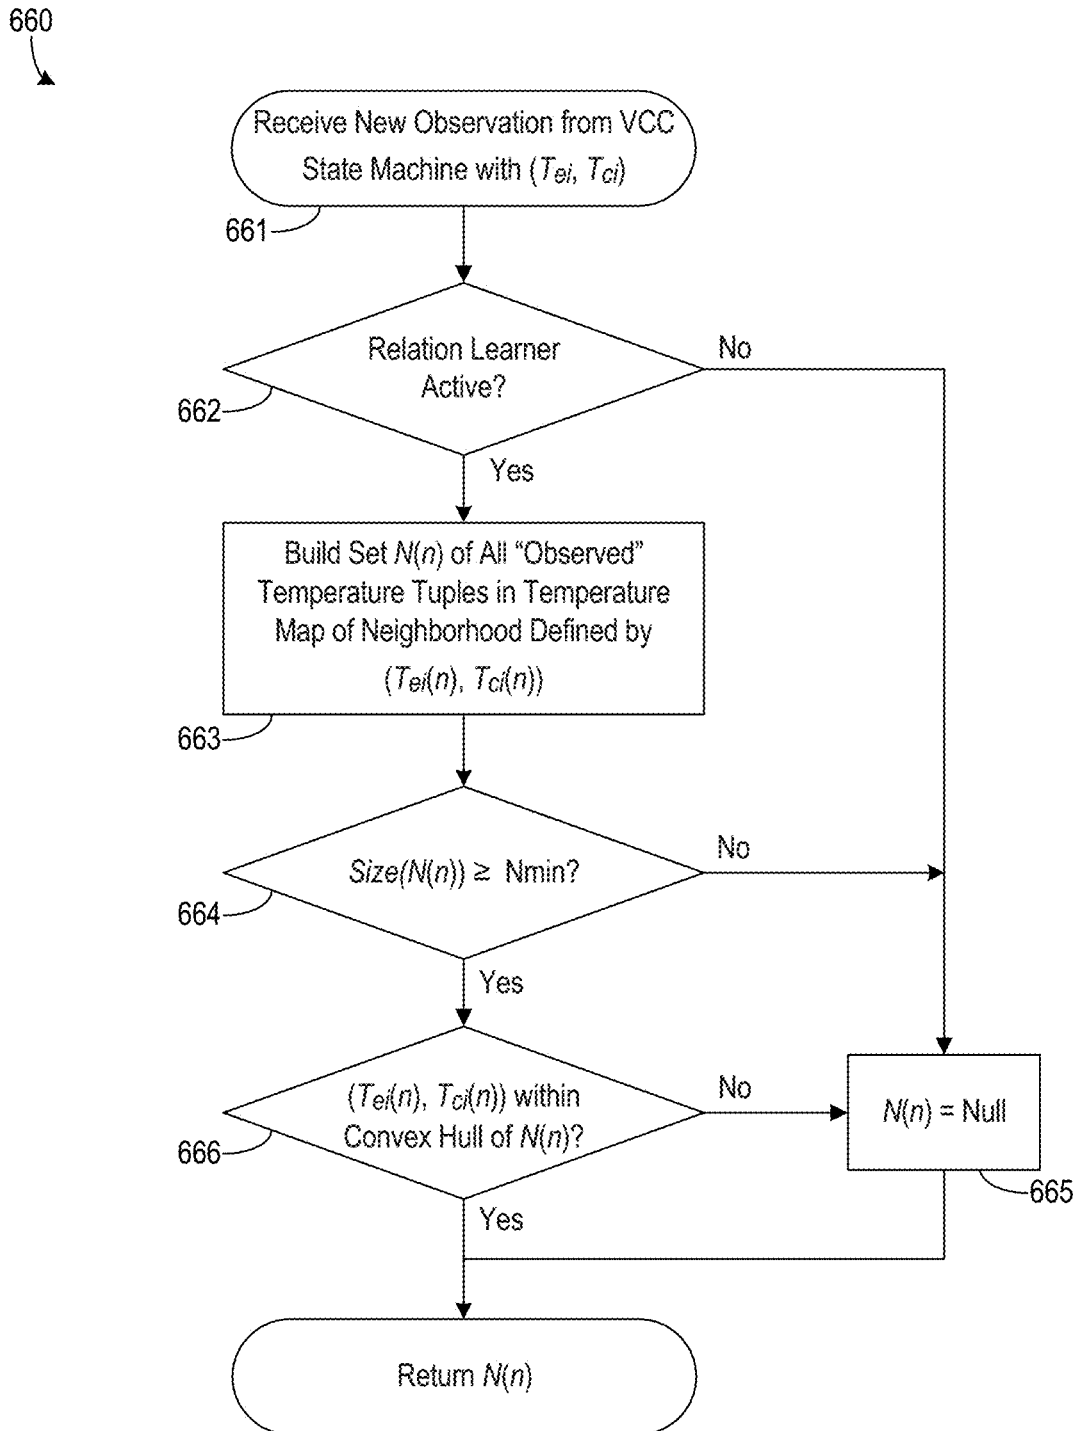 660
Receive New Observation from VCC
State Machine with (Tei, Tci)
661
Relation Learner
Active?
No
662
Yes
Build Set N(n) of All “Observed”
Temperature Tuples in Temperature
Map of Neighborhood Defined by
(Tei(n), Tci(n))
663
Size(N(n)) ≥ Nmin?
No
664
Yes
(Tei(n), Tci(n)) within
Convex Hull of N(n)?
No
N(n) = Null
666
665
Yes
Return N(n)